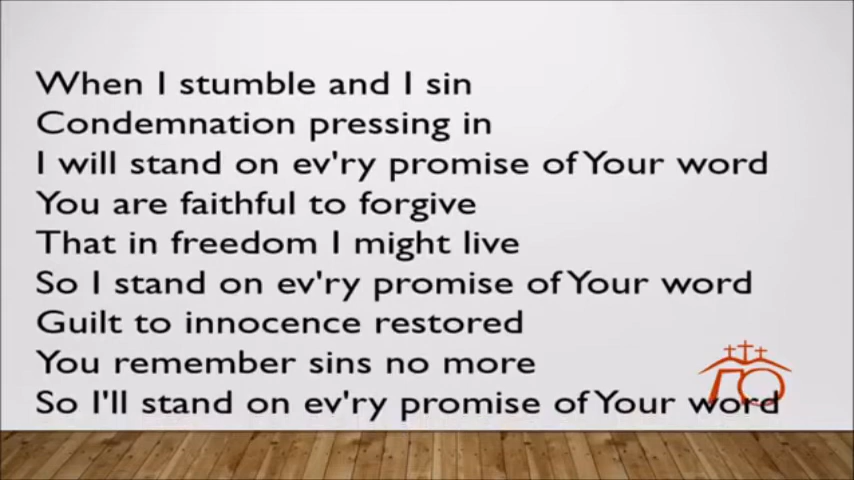 When I stumble and I sin
Condemnation pressing in
I will stand on ev'ry promise of Your word
You are faithful to forgive
That in freedom I might live
So I stand on ev'ry promise of Your word
Guilt to innocence restored
You remember sins no more
So I'll stand on ev'ry promise of Your word